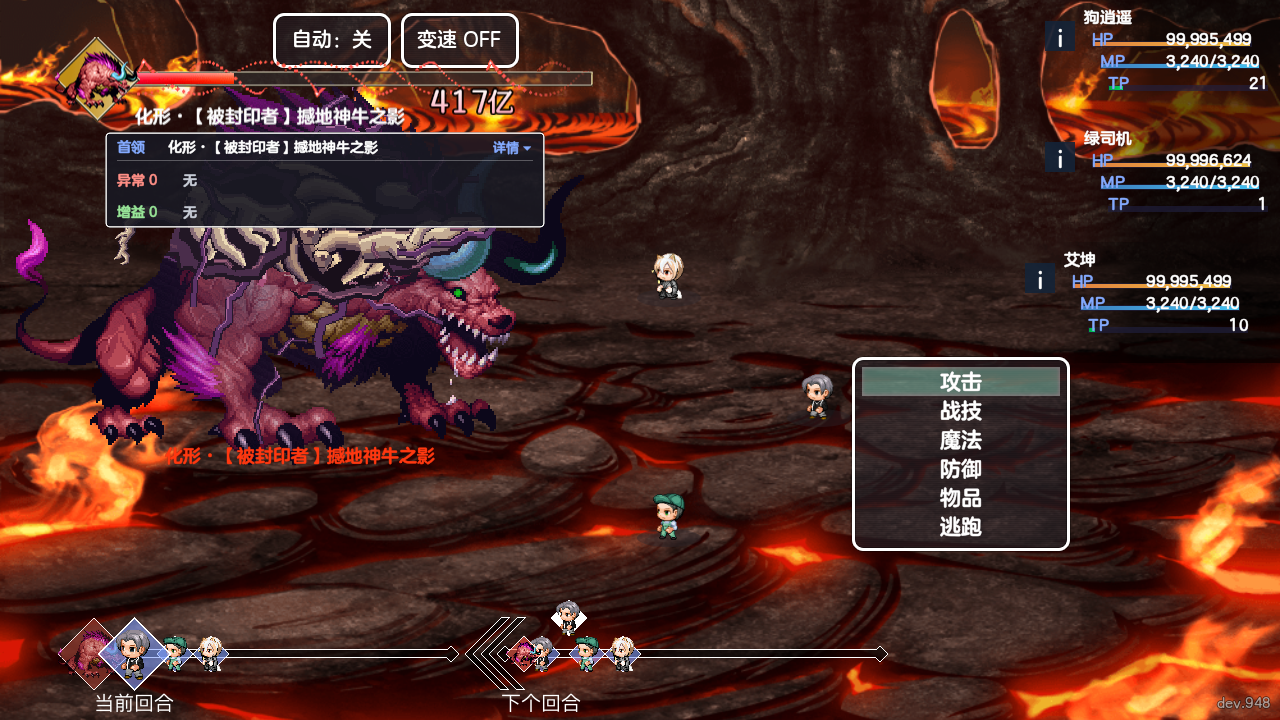 自动：关
变速 OFF
417亿
化形·【被封印者】撼地神牛之影
首领 化形·【被封印者】撼地神牛之影 详情
异常 0 无
增益 0 无
化形·【被封印者】撼地神牛之影
狗逍遥
i
HP 99,995,499
MP 3,240/3,240
TP 21
绿司机
i
HP 99,996,624
MP 3,240/3,240
TP 1
艾坤
i
HP 99,995,499
MP 3,240/3,240
TP 10
攻击
战技
魔法
防御
物品
逃跑
当前回合
下个回合
dev.948